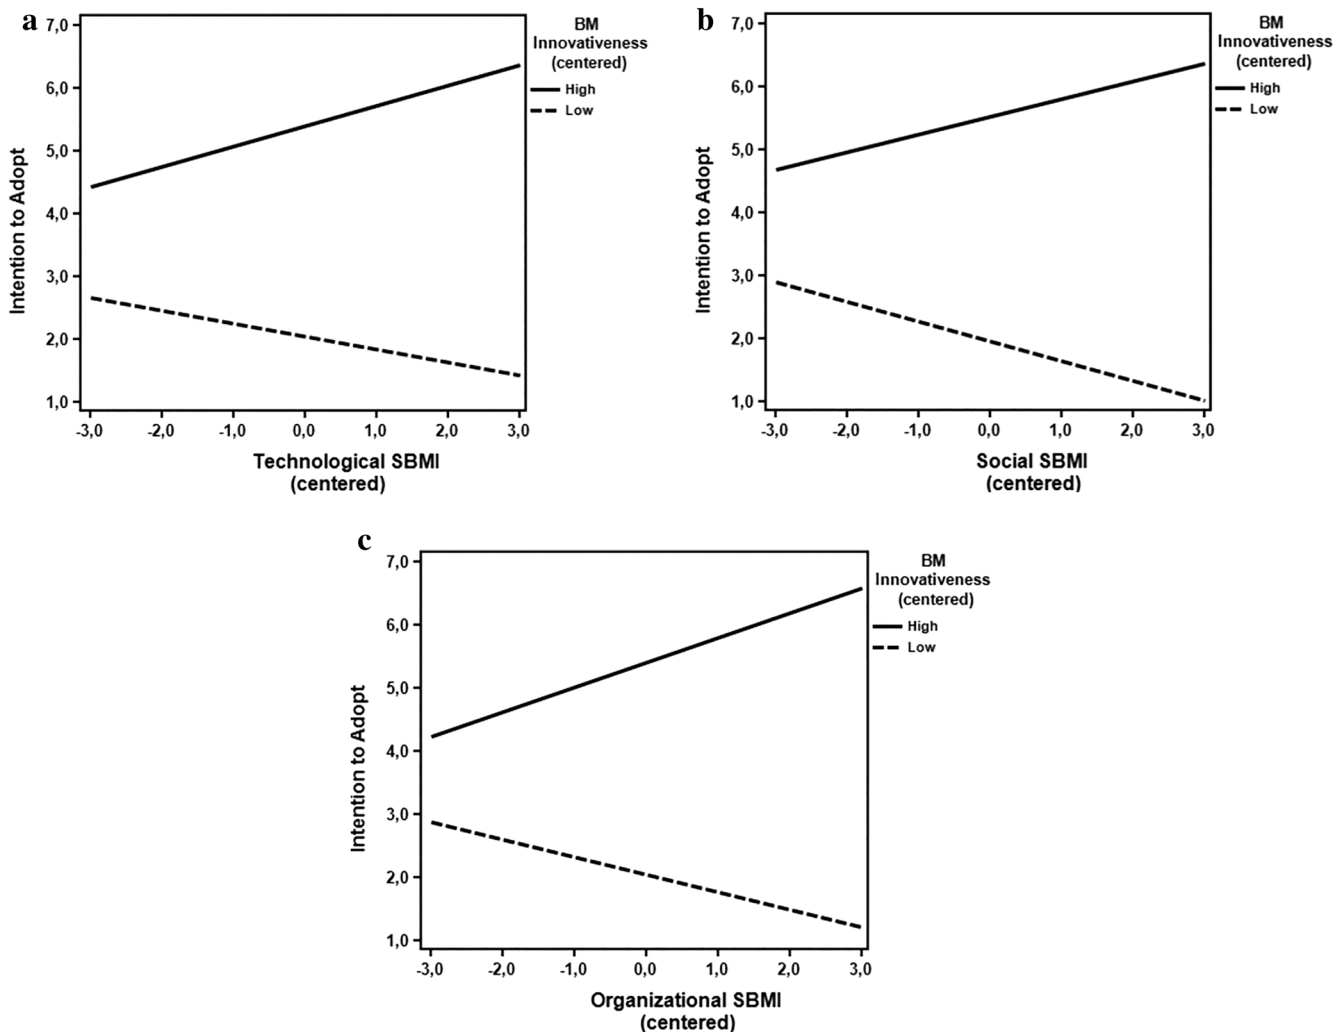 a
7,0
6,0
5,0
4,0
3,0
2,0
1,0
Intention to Adopt
-3,0 -2,0 -1,0 0,0 1,0 2,0 3,0
Technological SBMI
(centered)
BM
Innovativeness
(centered)
High
Low
b
7,0
6,0
5,0
4,0
3,0
2,0
1,0
Intention to Adopt
-3,0 -2,0 -1,0 0,0 1,0 2,0 3,0
Social SBMI
(centered)
BM
Innovativeness
(centered)
High
Low
c
7,0
6,0
5,0
4,0
3,0
2,0
1,0
Intention to Adopt
-3,0 -2,0 -1,0 0,0 1,0 2,0 3,0
Organizational SBMI
(centered)
BM
Innovativeness
(centered)
High
Low